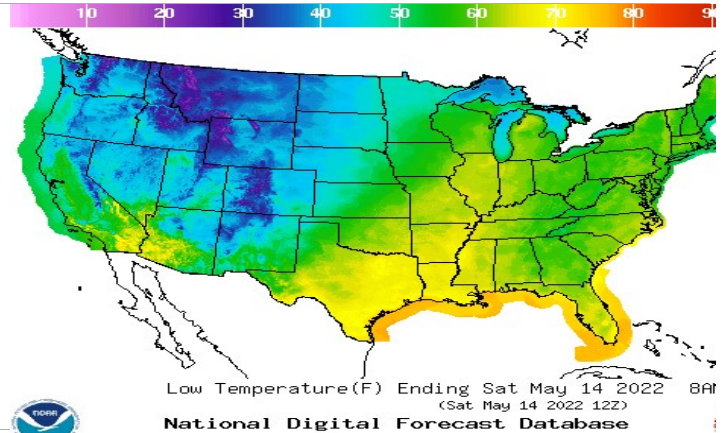 10 20 30 40 50 60 70 80
Low Temperature(F) Ending Sat May 14 2022 8AM
(Sat May 14 2022 12Z)
National Digital Forecast Database
NOAA